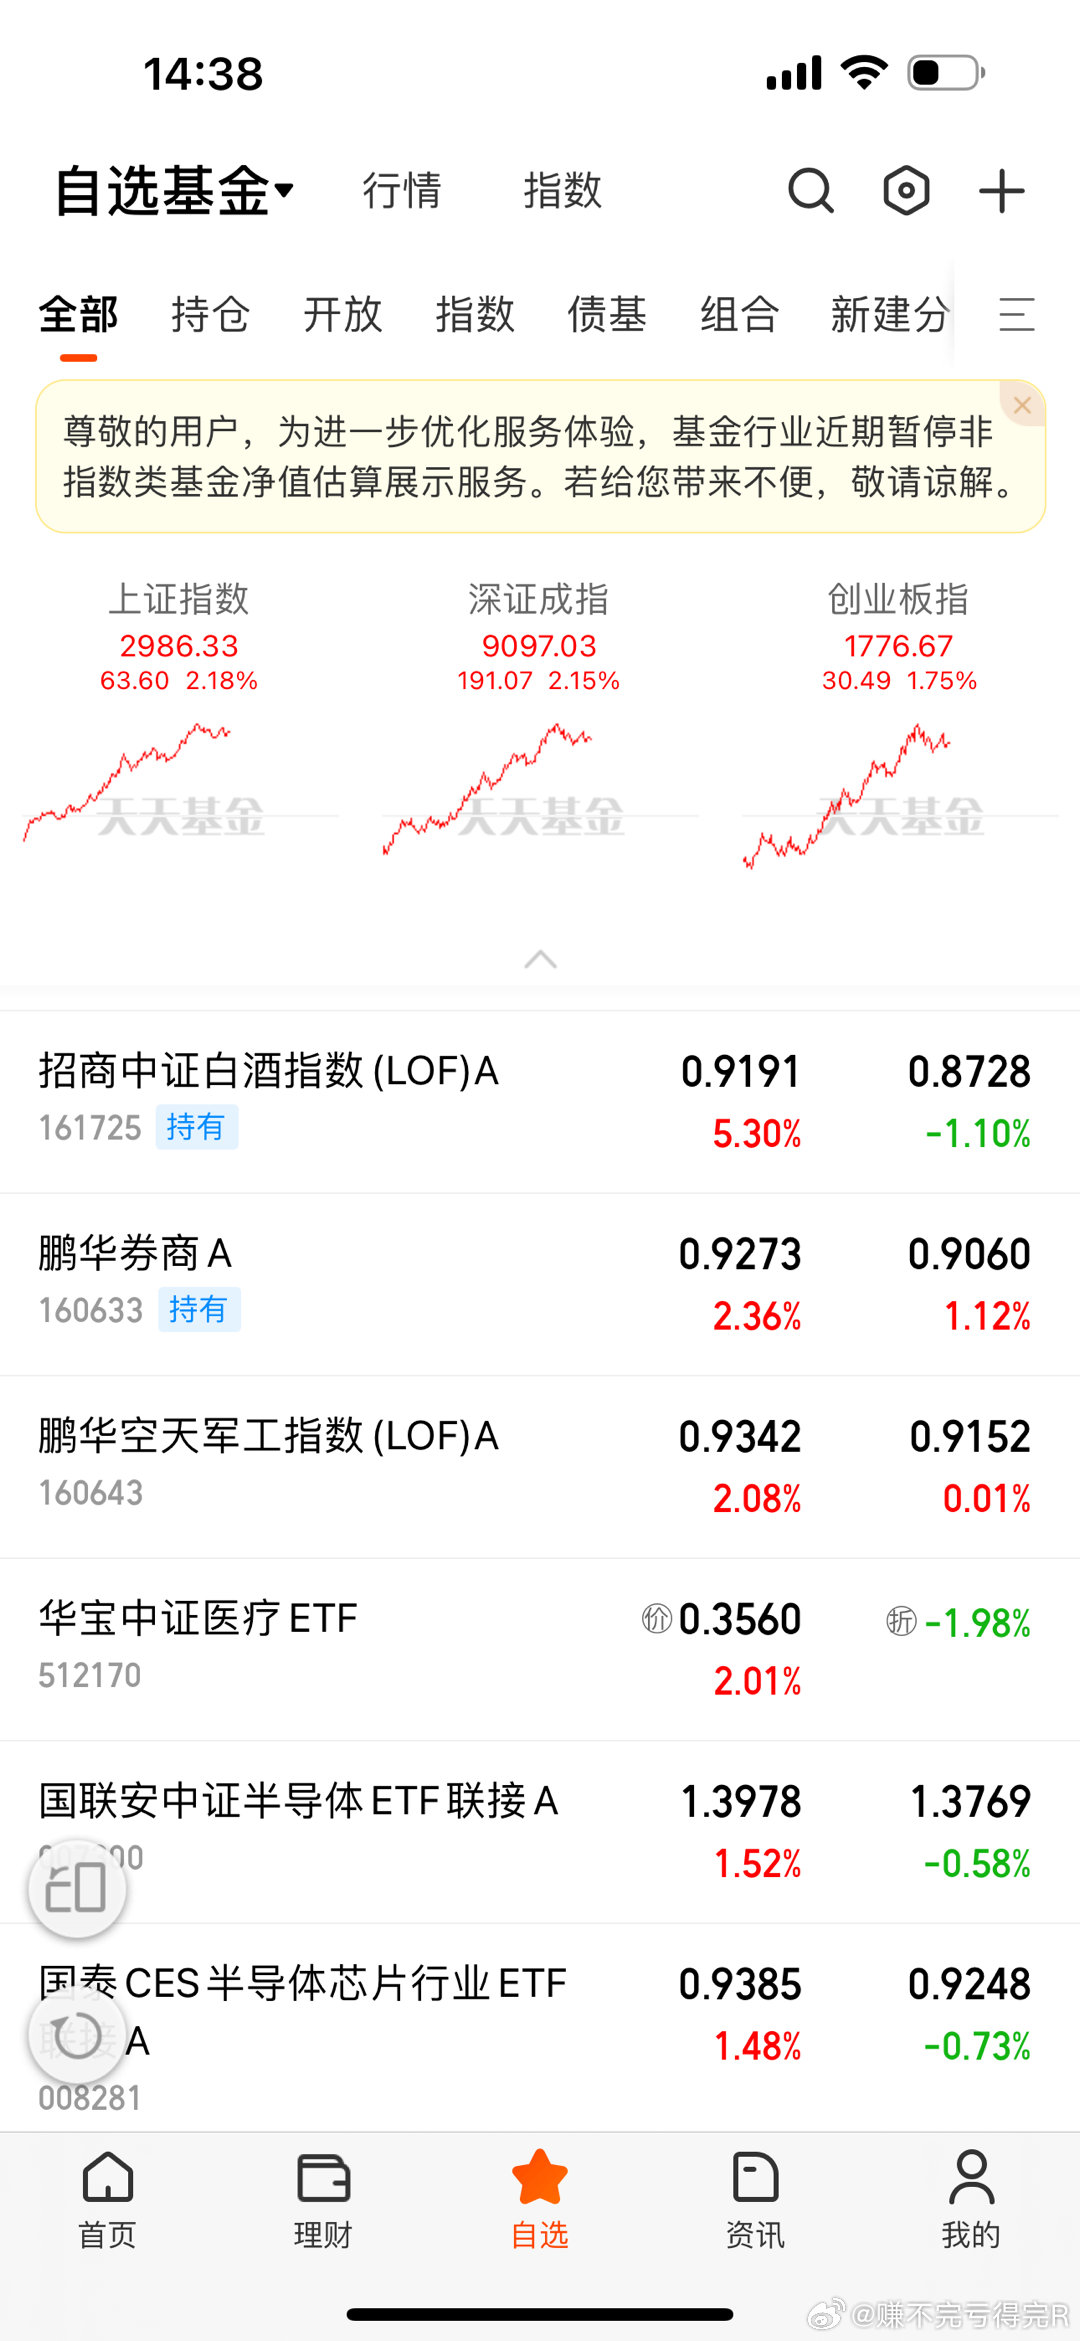 14:38
自选基金 行情 指数
全部 持仓 开放 指数 债基 组合 新建分
尊敬的用户，为进一步优化服务体验，基金行业近期暂停非
指数类基金净值估算展示服务。若给您带来不便，敬请谅解。
上证指数 深证成指 创业板指
2986.33 9097.03 1776.67
63.60 2.18% 191.07 2.15% 30.49 1.75%
天天基金 天天基金 天天基金
招商中证白酒指数(LOF)A 0.9191 0.8728
161725 持有 5.30% -1.10%
鹏华券商A 0.9273 0.9060
160633 持有 2.36% 1.12%
鹏华空天军工指数(LOF)A 0.9342 0.9152
160643 2.08% 0.01%
华宝中证医疗ETF 价 0.3560 折 -1.98%
512170 2.01%
国联安中证半导体ETF联接A 1.3978 1.3769
007300 1.52% -0.58%
国泰CES半导体芯片行业ETF 0.9385 0.9248
联接A 1.48% -0.73%
008281
首页 理财 自选 资讯 我的
@赚不完亏得完R